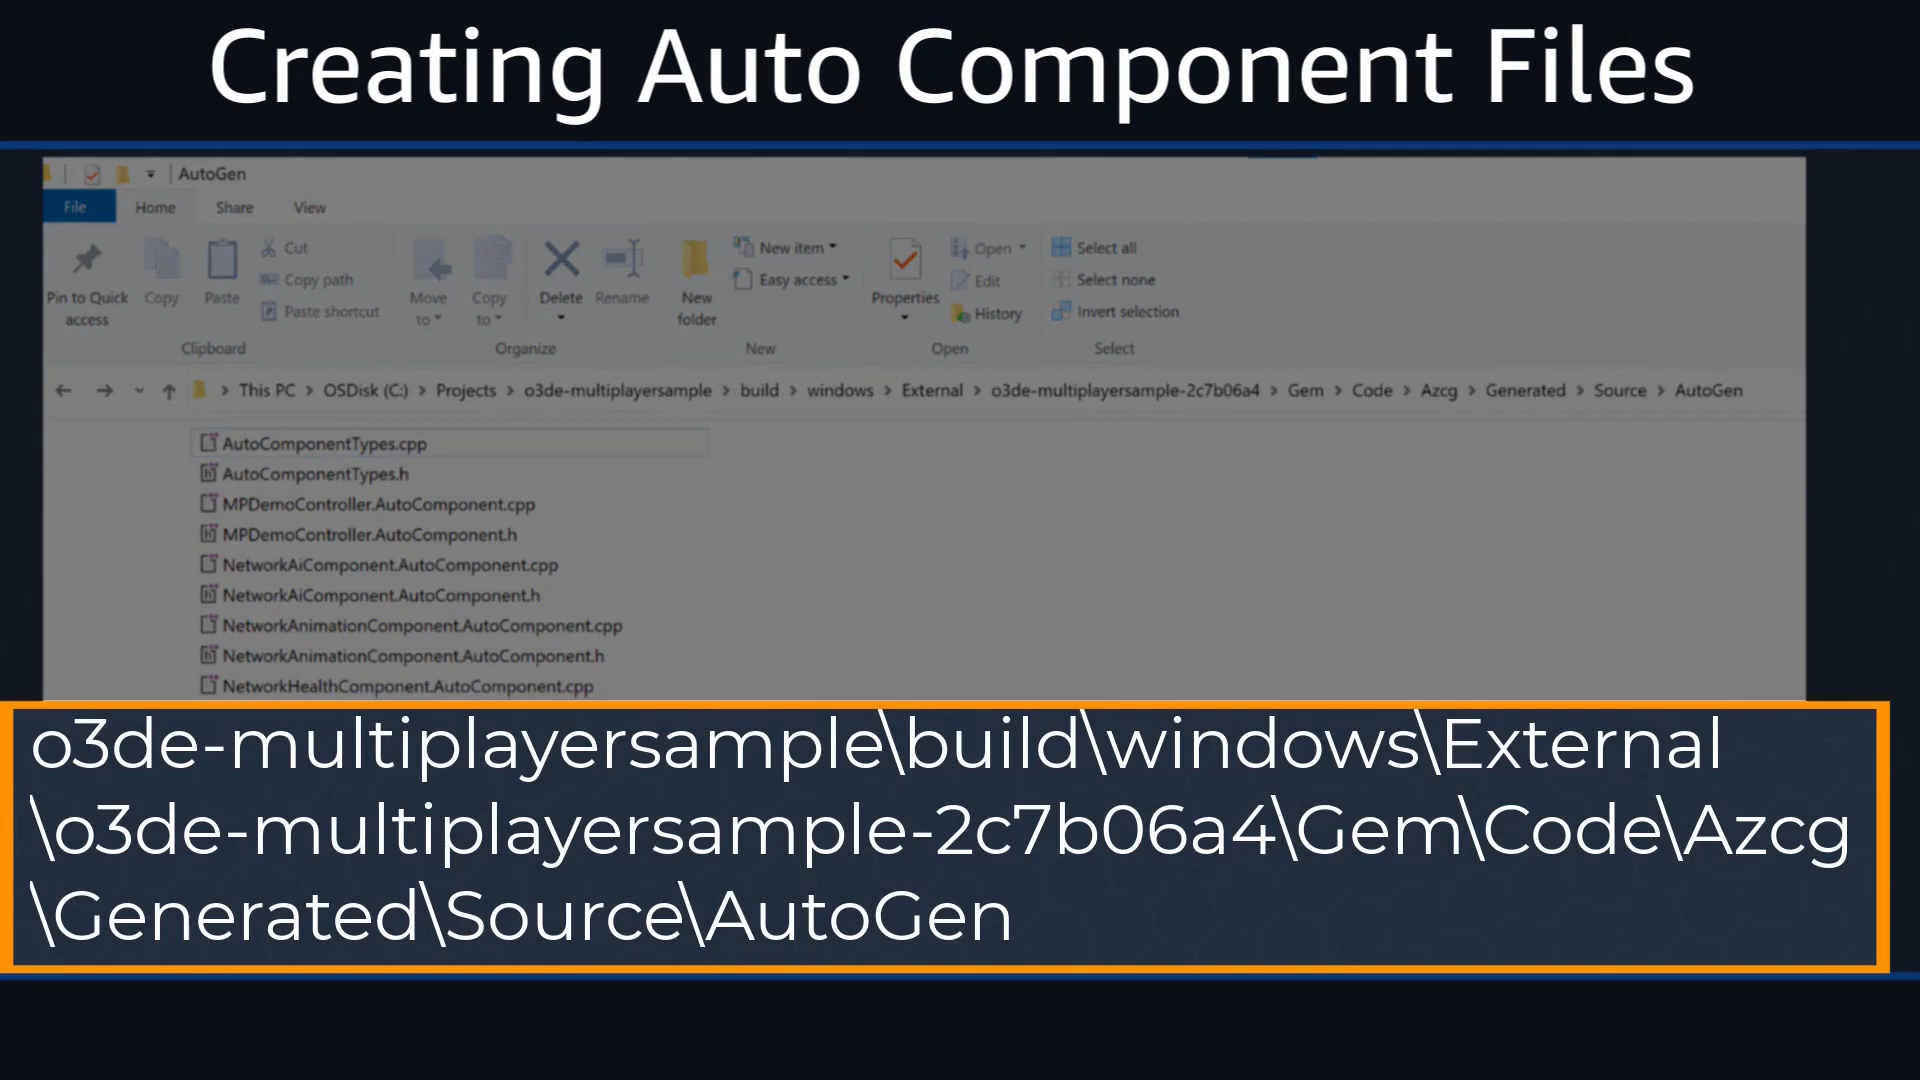 Creating Auto Component Files
AutoGen
File Home Share View
Pin to Quick access
Copy
Paste
Cut
Copy path
Paste shortcut
Clipboard
Move to
Copy to
Delete
Rename
Organize
New folder
New item
Easy access
New
Properties
Open
Edit
History
Open
Select all
Select none
Invert selection
Select
This PC > OSDisk (C:) > Projects > o3de-multiplayersample > build > windows > External > o3de-multiplayersample-2c7b06a4 > Gem > Code > Azcg > Generated > Source > AutoGen
AutoComponentTypes.cpp
AutoComponentTypes.h
MPDemoController.AutoComponent.cpp
MPDemoController.AutoComponent.h
NetworkAiComponent.AutoComponent.cpp
NetworkAiComponent.AutoComponent.h
NetworkAnimationComponent.AutoComponent.cpp
NetworkAnimationComponent.AutoComponent.h
NetworkHealthComponent.AutoComponent.cpp
o3de-multiplayersample\build\windows\External
\o3de-multiplayersample-2c7b06a4\Gem\Code\Azcg
\Generated\Source\AutoGen